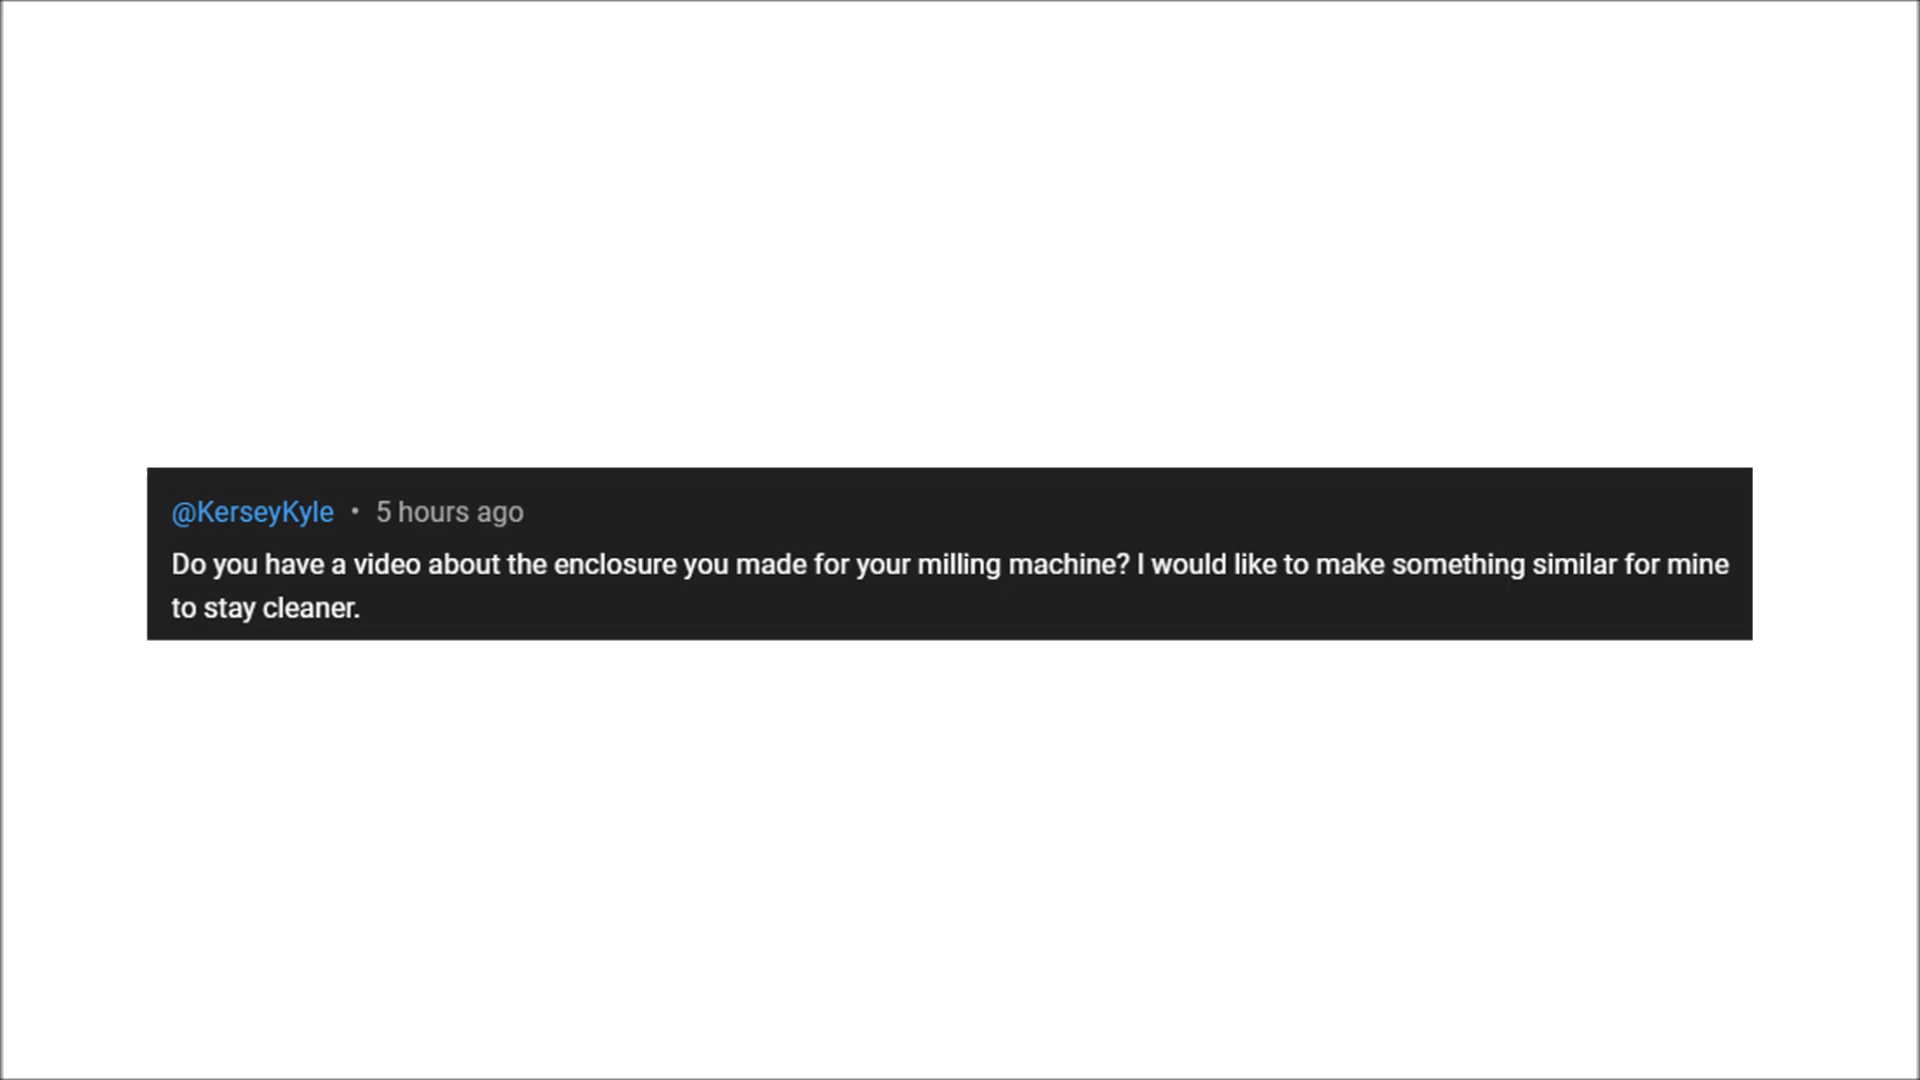 @KerseyKyle • 5 hours ago
Do you have a video about the enclosure you made for your milling machine? I would like to make something similar for mine
to stay cleaner.